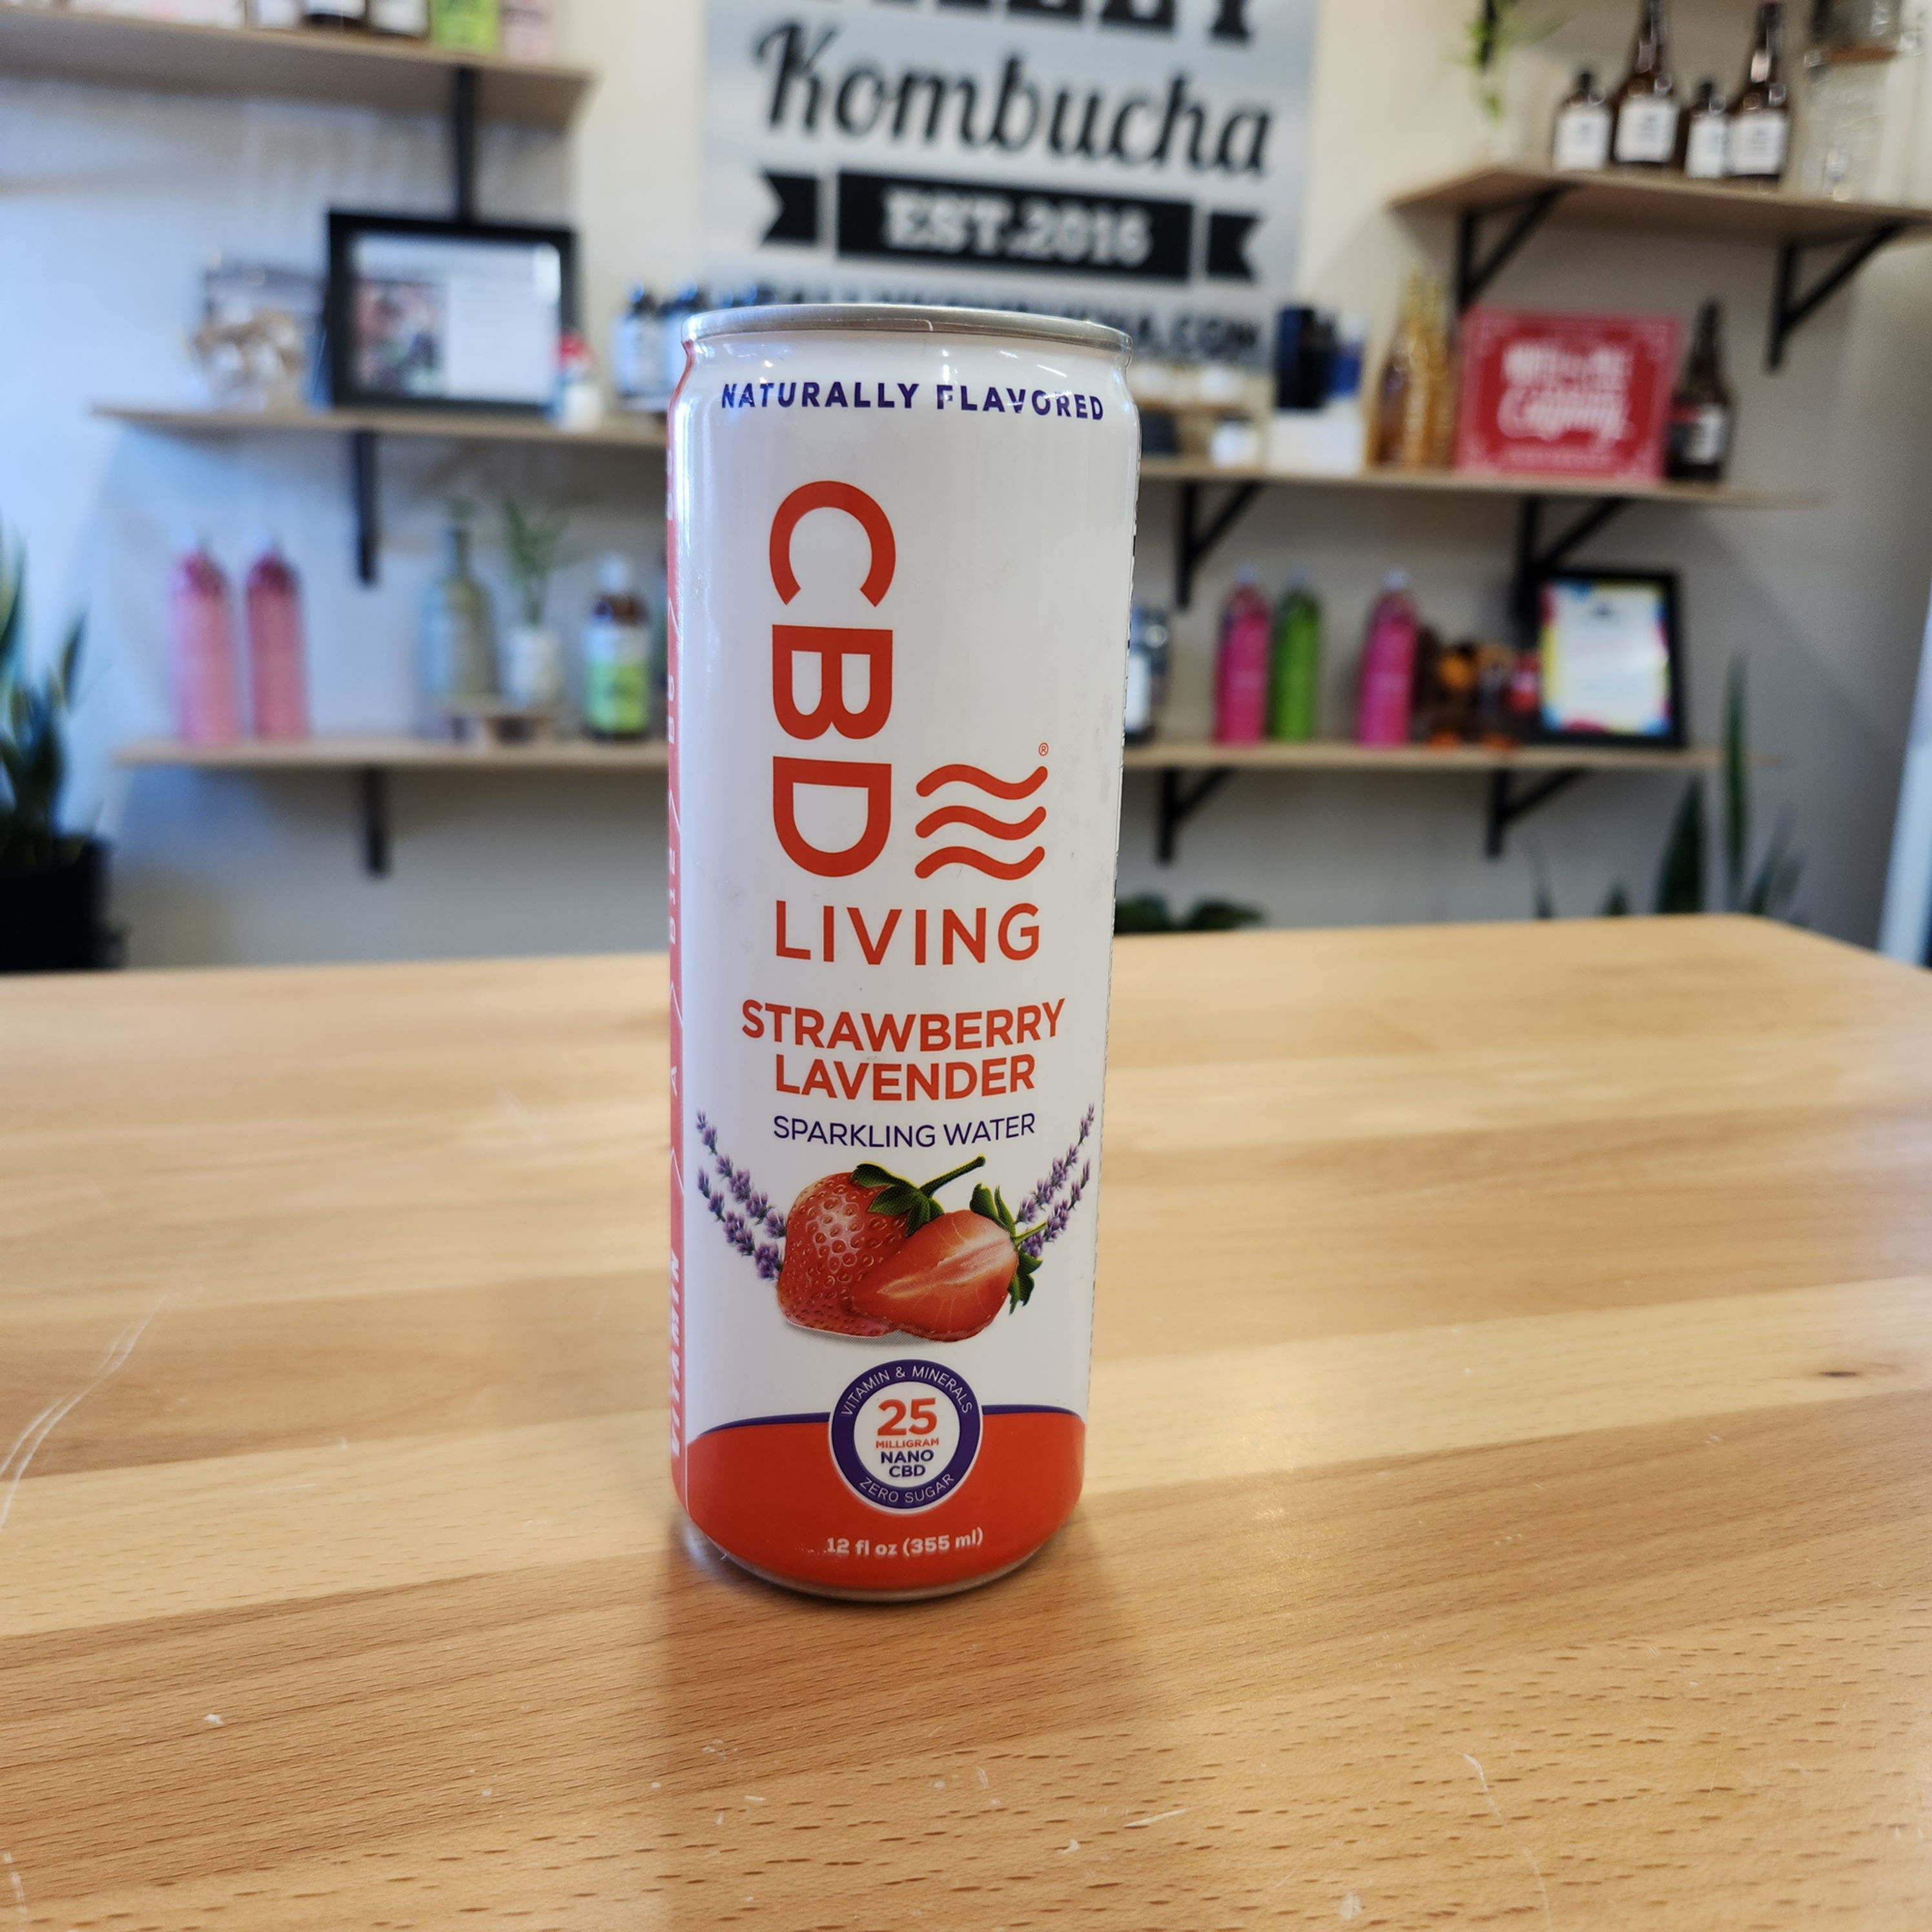 Kombucha
EST.2016
NATURALLY FLAVORED
CBD
®
LIVING
STRAWBERRY
LAVENDER
SPARKLING WATER
VITAMIN & MINERALS
25
MILLIGRAM
NANO
CBD
ZERO SUGAR
12 fl oz (355 ml)
VITAMIN